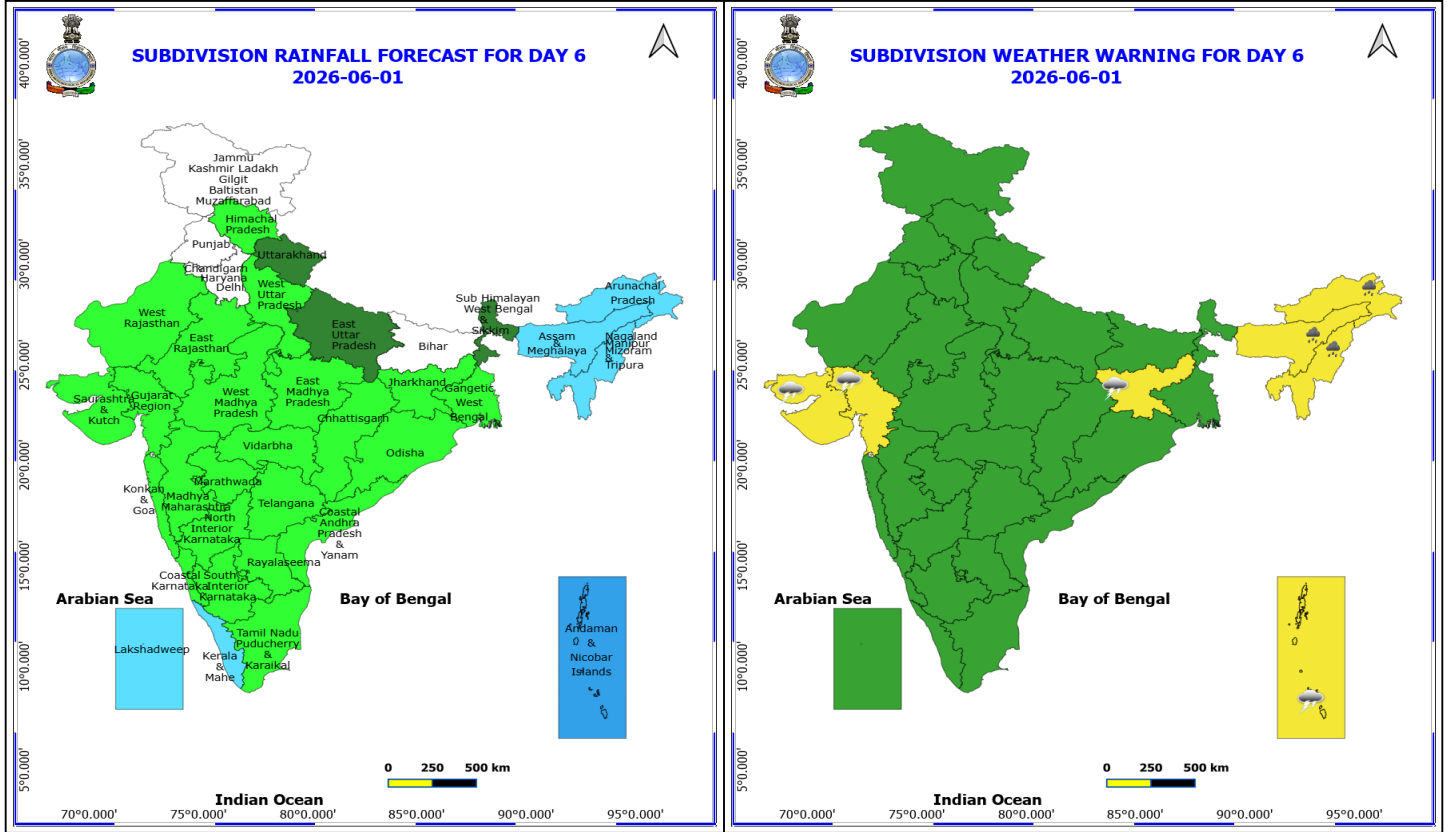 SUBDIVISION RAINFALL FORECAST FOR DAY 6
2026-06-01
40°0.000'
35°0.000'
30°0.000'
25°0.000'
20°0.000'
15°0.000'
10°0.000'
5°0.000'
Jammu
Kashmir Ladakh
Gilgit
Baltistan
Muzaffarabad
Himachal
Pradesh
Punjab
Uttarakhand
Chandigarh
Haryana
Delhi
West
Uttar
Pradesh
Arunachal
Pradesh
Sub Himalayan
West Bengal
&
Sikkim
West
Rajasthan
East
Rajasthan
East
Uttar
Pradesh
Bihar
Assam
&
Meghalaya
Nagaland
Manipur
Mizoram
&
Tripura
Saurashtra
&
Kutch
Gujarat
Region
West
Madhya
Pradesh
East
Madhya
Pradesh
Jharkhand
Gangetic
West
Bengal
Chhattisgarh
Vidarbha
Odisha
Konkan
&
Goa
Marathwada
Madhya
Maharashtra
Telangana
North
Interior
Karnataka
Coastal
Andhra
Pradesh
&
Yanam
Rayalaseema
Coastal
Karnataka
South
Interior
Karnataka
Arabian Sea
Bay of Bengal
Lakshadweep
Kerala
&
Mahe
Tamil Nadu
Puducherry
&
Karaikal
Andaman
&
Nicobar
Islands
0 250 500 km
Indian Ocean
70°0.000' 75°0.000' 80°0.000' 85°0.000' 90°0.000' 95°0.000'
SUBDIVISION WEATHER WARNING FOR DAY 6
2026-06-01
40°0.000'
35°0.000'
30°0.000'
25°0.000'
20°0.000'
15°0.000'
10°0.000'
5°0.000'
Arabian Sea
Bay of Bengal
0 250 500 km
Indian Ocean
70°0.000' 75°0.000' 80°0.000' 85°0.000' 90°0.000' 95°0.000'